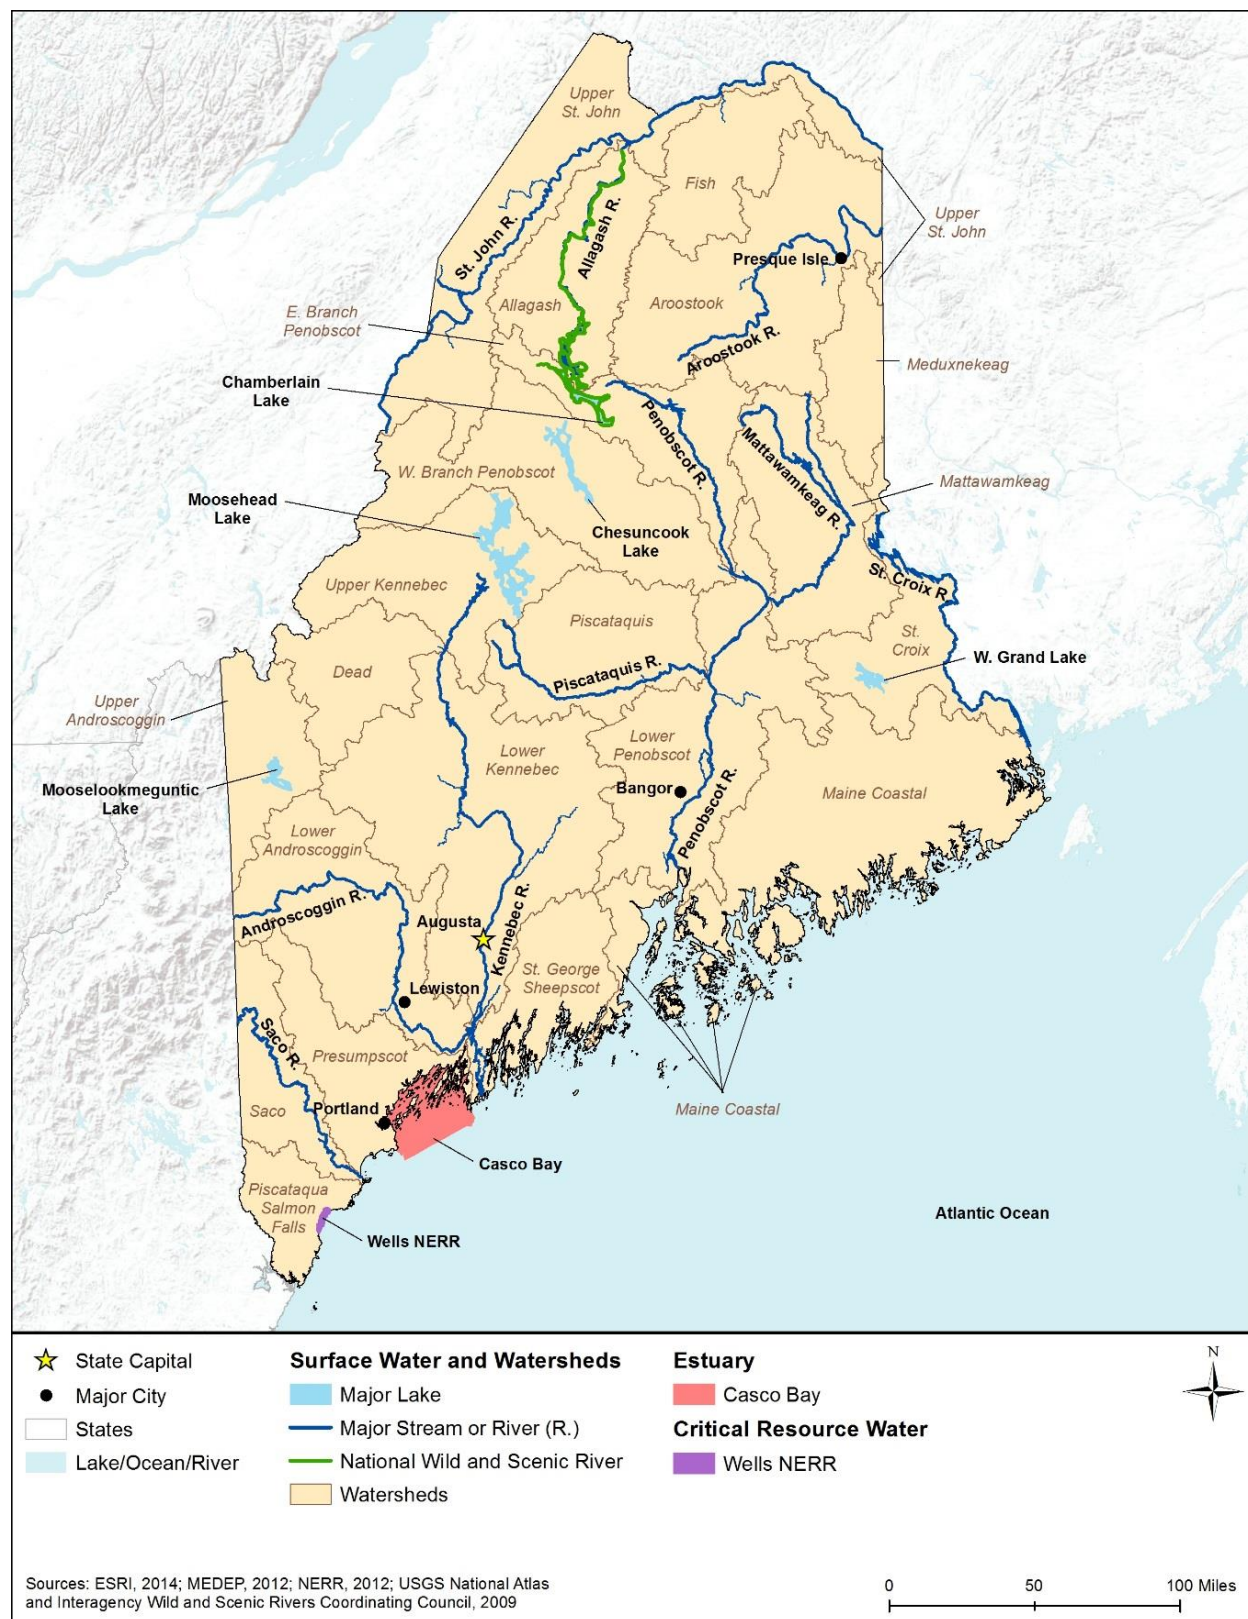 Upper
St. John
Fish
Upper
St. John
St. John R.
Allagash R.
Presque Isle
Allagash
Aroostook
E. Branch
Penobscot
Aroostook R.
Meduxnekeag
Chamberlain
Lake
Penobscot R.
Mattawamkeag R.
W. Branch Penobscot
Mattawamkeag
Moosehead
Lake
Chesuncook
Lake
St. Croix R.
Upper Kennebec
Piscataquis
St.
Croix
W. Grand Lake
Dead
Piscataquis R.
Upper
Androscoggin
Lower
Penobscot
Lower
Kennebec
Mooselookmeguntic
Lake
Bangor
Maine Coastal
Penobscot R.
Lower
Androscoggin
Androscoggin R.
Augusta
Kennebec R.
St. George
Sheepscot
Lewiston
Saco R.
Presumpscot
Saco
Portland
Maine Coastal
Casco Bay
Piscataqua
Salmon
Falls
Wells NERR
Atlantic Ocean
State Capital
Major City
States
Lake/Ocean/River
Surface Water and Watersheds
Major Lake
Major Stream or River (R.)
National Wild and Scenic River
Watersheds
Estuary
Casco Bay
Critical Resource Water
Wells NERR
N
Sources: ESRI, 2014; MEDEP, 2012; NERR, 2012; USGS National Atlas
and Interagency Wild and Scenic Rivers Coordinating Council, 2009
0 50 100 Miles